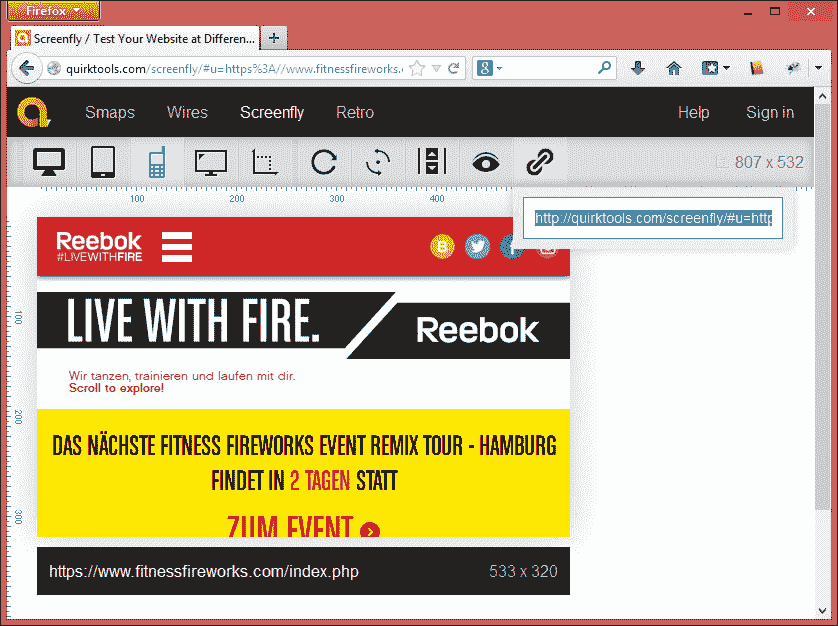 Firefox
Screenfly / Test Your Website at Differen...
quirktools.com/screenfly/#u=https%3A//www.fitnessfireworks.
8
Smaps Wires Screenfly Retro Help Sign in
807 x 532
100 200 300 400
http://quirktools.com/screenfly/#u=http
Reebok
#LIVEWITHFIRE
B
LIVE WITH FIRE.
Reebok
100
Wir tanzen, trainieren und laufen mit dir.
Scroll to explore!
200
DAS NÄCHSTE FITNESS FIREWORKS EVENT REMIX TOUR - HAMBURG
FINDET IN 2 TAGEN STATT
300
ZUM EVENT
https://www.fitnessfireworks.com/index.php 533 x 320